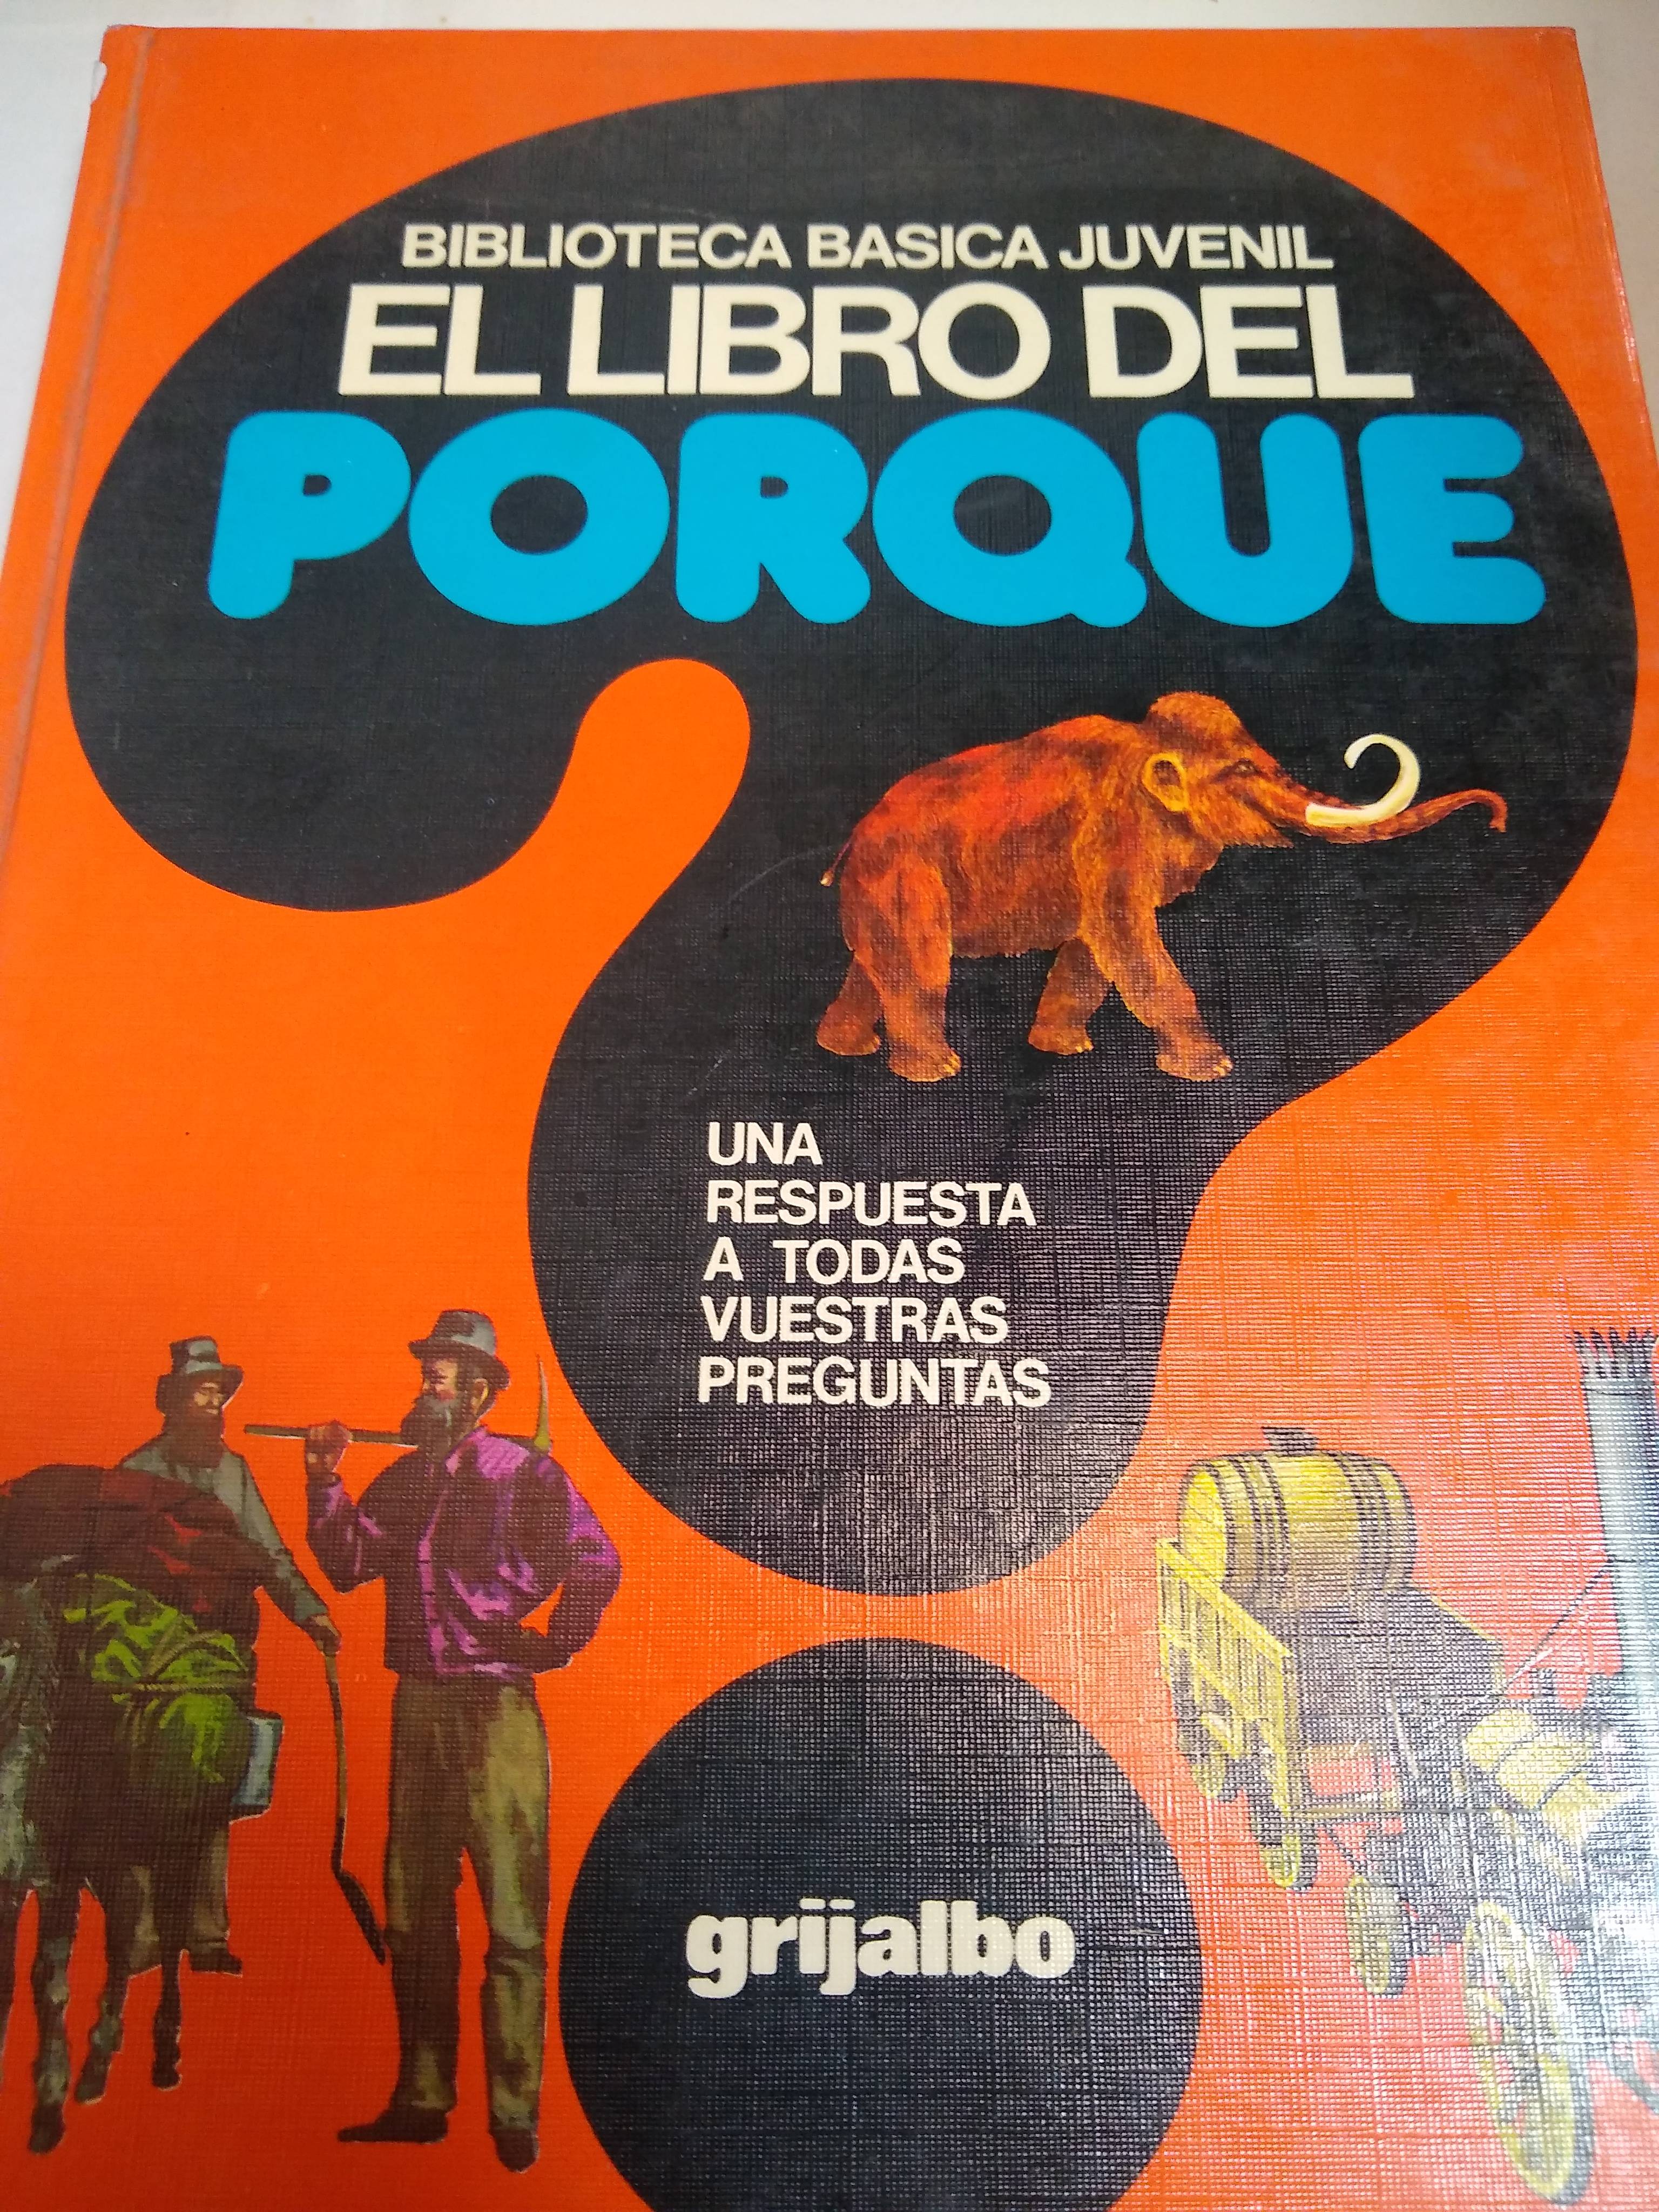 BIBLIOTECA BASICA JUVENIL
EL LIBRO DEL
PORQUE
UNA
RESPUESTA
A TODAS
VUESTRAS
PREGUNTAS
grijalbo